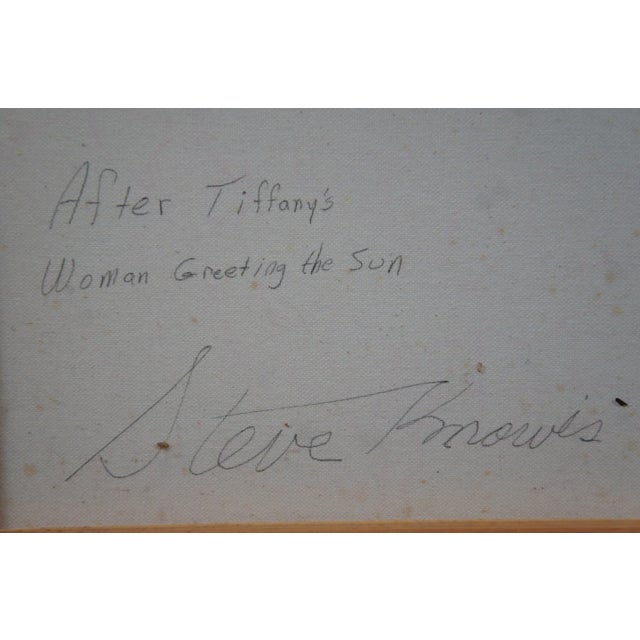 After Tiffany's
Woman Greeting the Sun
Steve Knowis